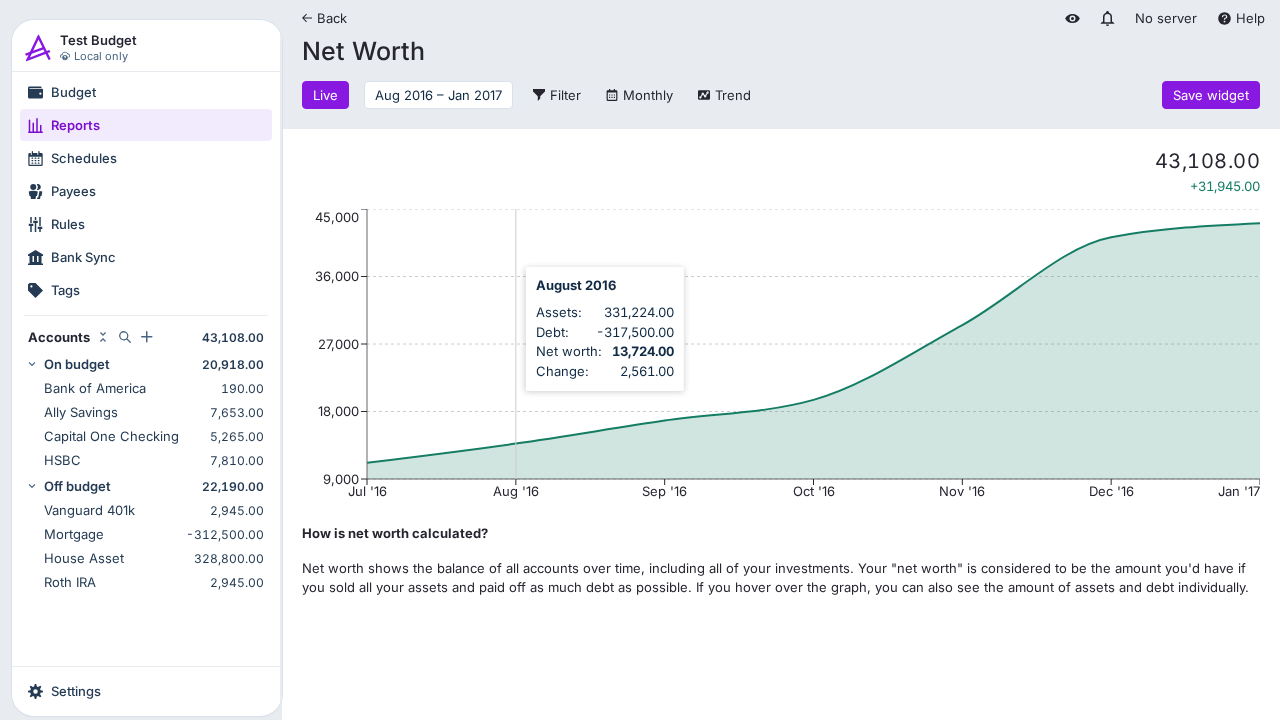 Test Budget
Local only
Budget
Reports
Schedules
Payees
Rules
Bank Sync
Tags
Accounts 43,108.00
On budget 20,918.00
Bank of America 190.00
Ally Savings 7,653.00
Capital One Checking 5,265.00
HSBC 7,810.00
Off budget 22,190.00
Vanguard 401k 2,945.00
Mortgage -312,500.00
House Asset 328,800.00
Roth IRA 2,945.00
Settings
Back
No server
Help
Net Worth
Live
Aug 2016 – Jan 2017
Filter
Monthly
Trend
Save widget
43,108.00
+31,945.00
45,000
36,000
27,000
18,000
9,000
August 2016
Assets: 331,224.00
Debt: -317,500.00
Net worth: 13,724.00
Change: 2,561.00
Jul '16 Aug '16 Sep '16 Oct '16 Nov '16 Dec '16 Jan '17
How is net worth calculated?
Net worth shows the balance of all accounts over time, including all of your investments. Your "net worth" is considered to be the amount you'd have if
you sold all your assets and paid off as much debt as possible. If you hover over the graph, you can also see the amount of assets and debt individually.